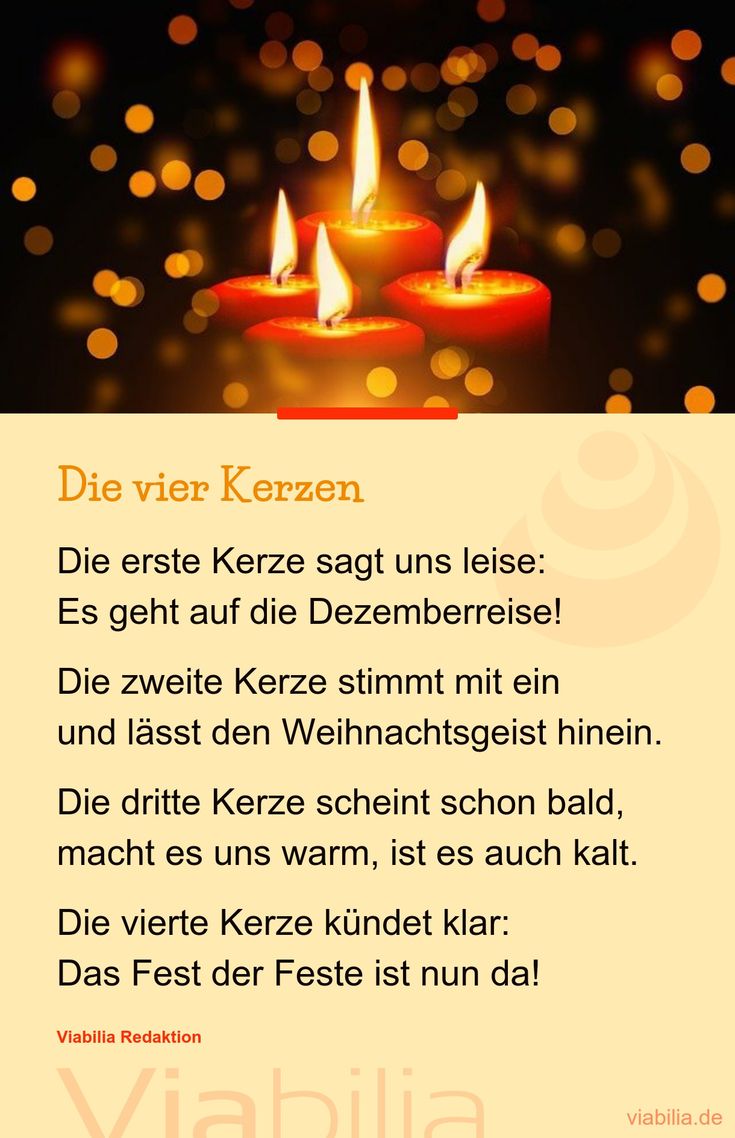 Die vier Kerzen
Die erste Kerze sagt uns leise:
Es geht auf die Dezemberreise!
Die zweite Kerze stimmt mit ein
und lässt den Weihnachtsgeist hinein.
Die dritte Kerze scheint schon bald,
macht es uns warm, ist es auch kalt.
Die vierte Kerze kündet klar:
Das Fest der Feste ist nun da!
Viabilia Redaktion
Viabilia
viabilia.de